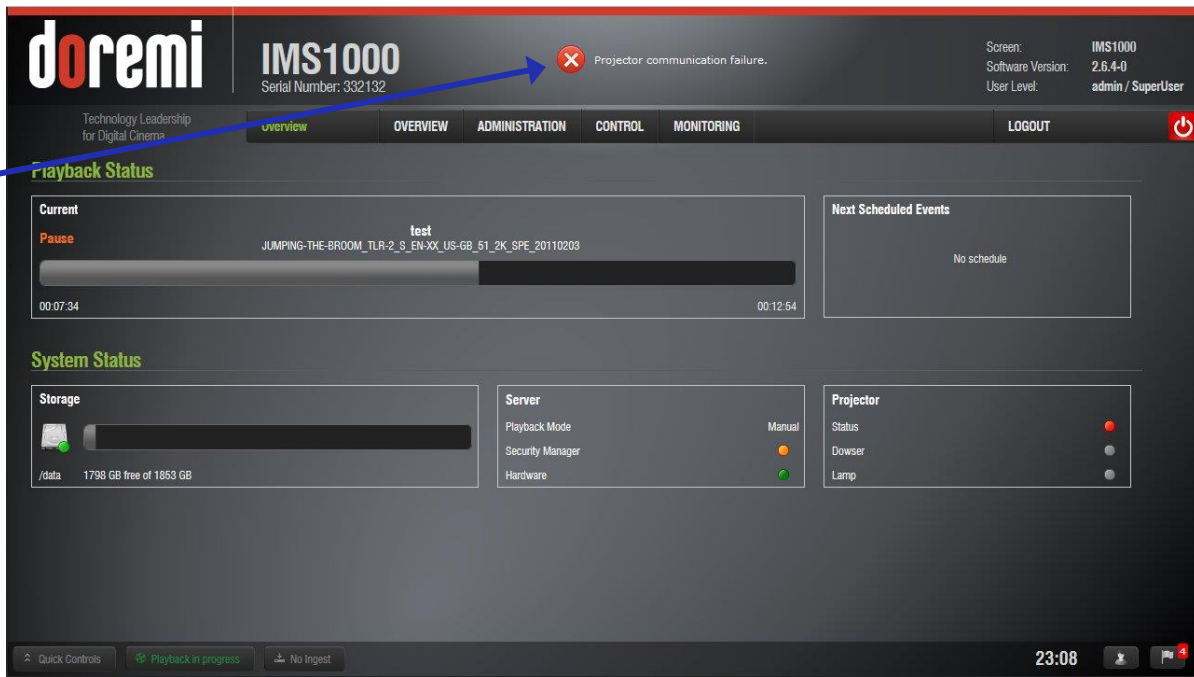 doremi
Technology Leadership
for Digital Cinema
IMS1000
Serial Number: 332132
Projector communication failure.
Screen: IMS1000
Software Version: 2.6.4-0
User Level: admin / SuperUser
Overview OVERVIEW ADMINISTRATION CONTROL MONITORING LOGOUT
Playback Status
Current
Pause
test
JUMPING-THE-BROOM_TLR-2_S_EN-XX_US-GB_51_2K_SPE_20110203
00:07:34 00:12:54
Next Scheduled Events
No schedule
System Status
Storage
/data 1798 GB free of 1853 GB
Server
Playback Mode Manual
Security Manager
Hardware
Projector
Status
Dowser
Lamp
Quick Controls Playback in progress No Ingest 23:08 4